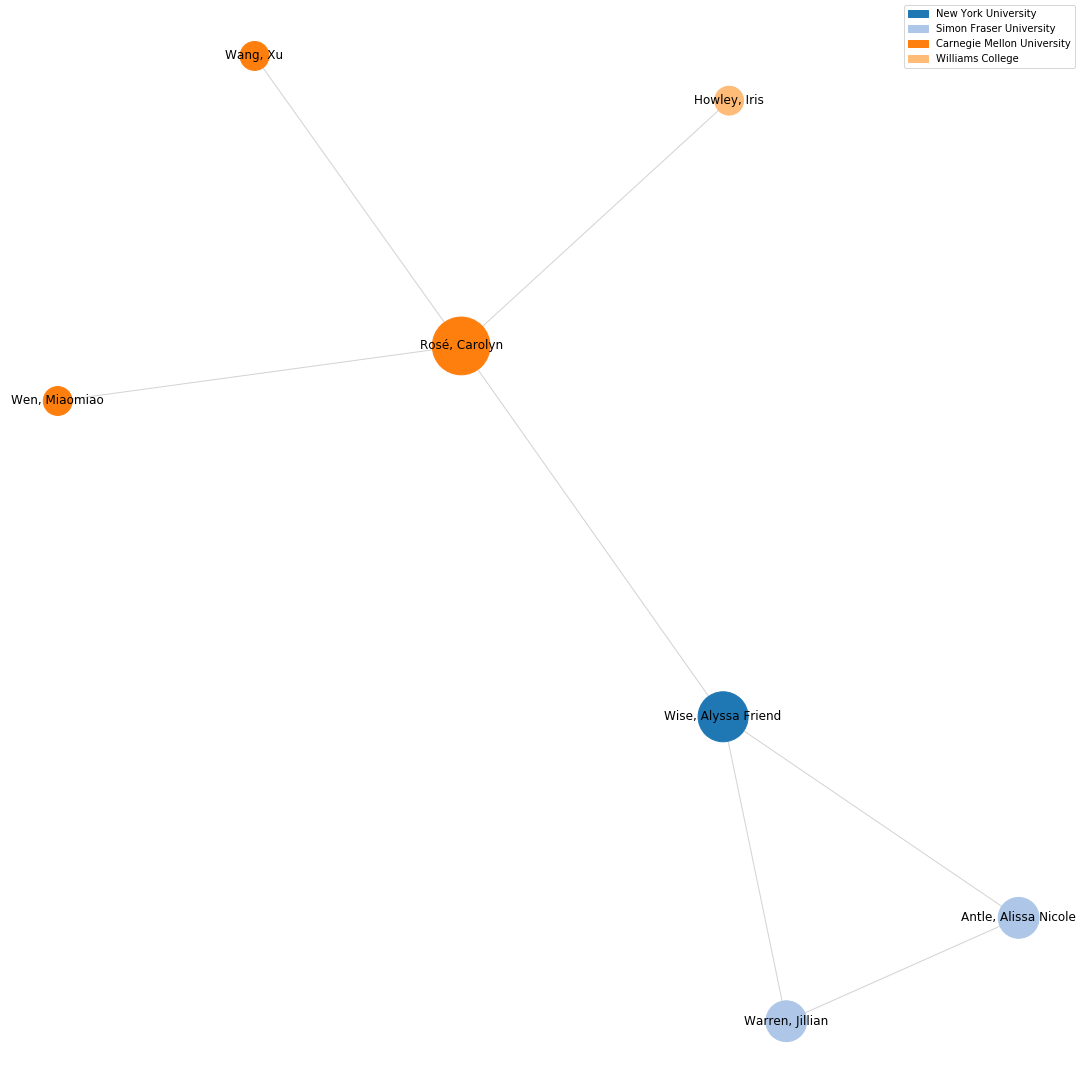 New York University
Simon Fraser University
Carnegie Mellon University
Williams College
Wang, Xu
Howley, Iris
Rosé, Carolyn
Wen, Miaomiao
Wise, Alyssa Friend
Antle, Alissa Nicole
Warren, Jillian